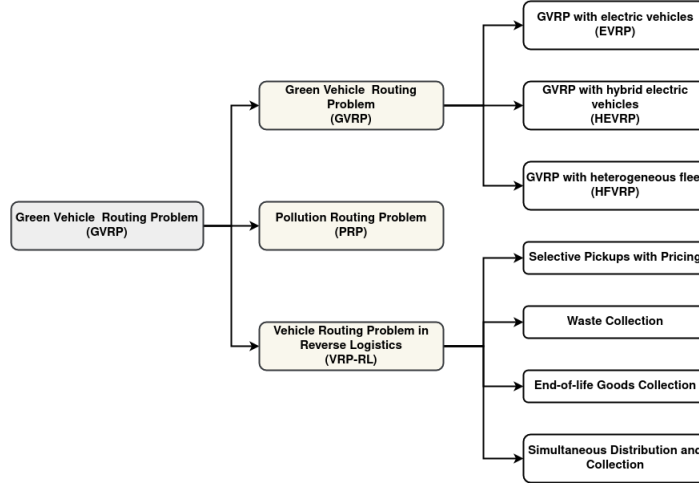 Green Vehicle Routing Problem
(GVRP)
Green Vehicle Routing
Problem
(GVRP)
GVRP with electric vehicles
(EVRP)
GVRP with hybrid electric
vehicles
(HEVRP)
GVRP with heterogeneous flee
(HFVRP)
Pollution Routing Problem
(PRP)
Vehicle Routing Problem in
Reverse Logistics
(VRP-RL)
Selective Pickups with Pricing
Waste Collection
End-of-life Goods Collection
Simultaneous Distribution and
Collection